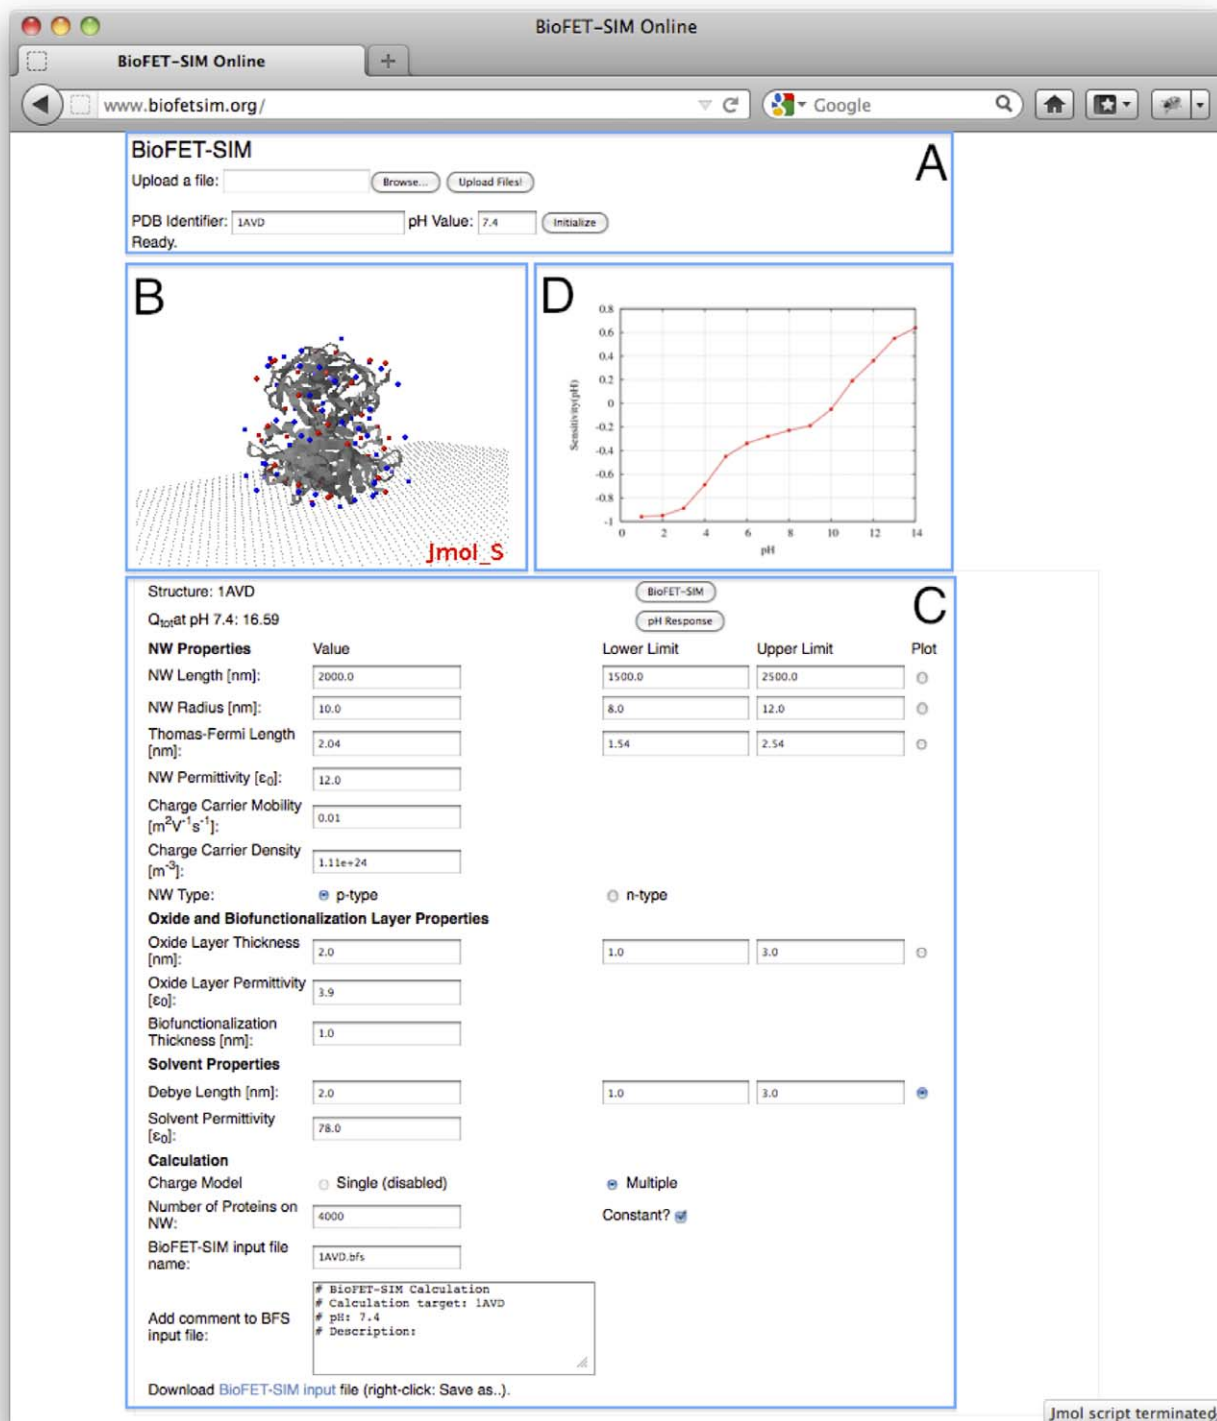 BioFET-SIM Online
BioFET-SIM Online
www.biofetsim.org/
Google
BioFET-SIM
A
Upload a file: Browse... Upload Files!
PDB Identifier: 1AVD pH Value: 7.4 Initialize
Ready.
B
Jmol_S
D
0.8
0.6
0.4
0.2
0
-0.2
-0.4
-0.6
-0.8
-1
0 2 4 6 8 10 12 14
Sensitivity(pH)
pH
C
Structure: 1AVD BioFET-SIM
Qtotat pH 7.4: 16.59 pH Response
NW Properties Value Lower Limit Upper Limit Plot
NW Length [nm]: 2000.0 1500.0 2500.0
NW Radius [nm]: 10.0 8.0 12.0
Thomas-Fermi Length
[nm]: 2.04 1.54 2.54
NW Permittivity [ε0]: 12.0
Charge Carrier Mobility
[m²V⁻¹s⁻¹]: 0.01
Charge Carrier Density
[m⁻³]: 1.11e+24
NW Type: p-type n-type
Oxide and Biofunctionalization Layer Properties
Oxide Layer Thickness
[nm]: 2.0 1.0 3.0
Oxide Layer Permittivity
[ε0]: 3.9
Biofunctionalization
Thickness [nm]: 1.0
Solvent Properties
Debye Length [nm]: 2.0 1.0 3.0
Solvent Permittivity
[ε0]: 78.0
Calculation
Charge Model Single (disabled) Multiple
Number of Proteins on
NW: 4000 Constant?
BioFET-SIM input file
name: 1AVD.bfs
Add comment to BFS
input file:
# BioFET-SIM Calculation
# Calculation target: 1AVD
# pH: 7.4
# Description:
Download BioFET-SIM input file (right-click: Save as..).
Jmol script terminated